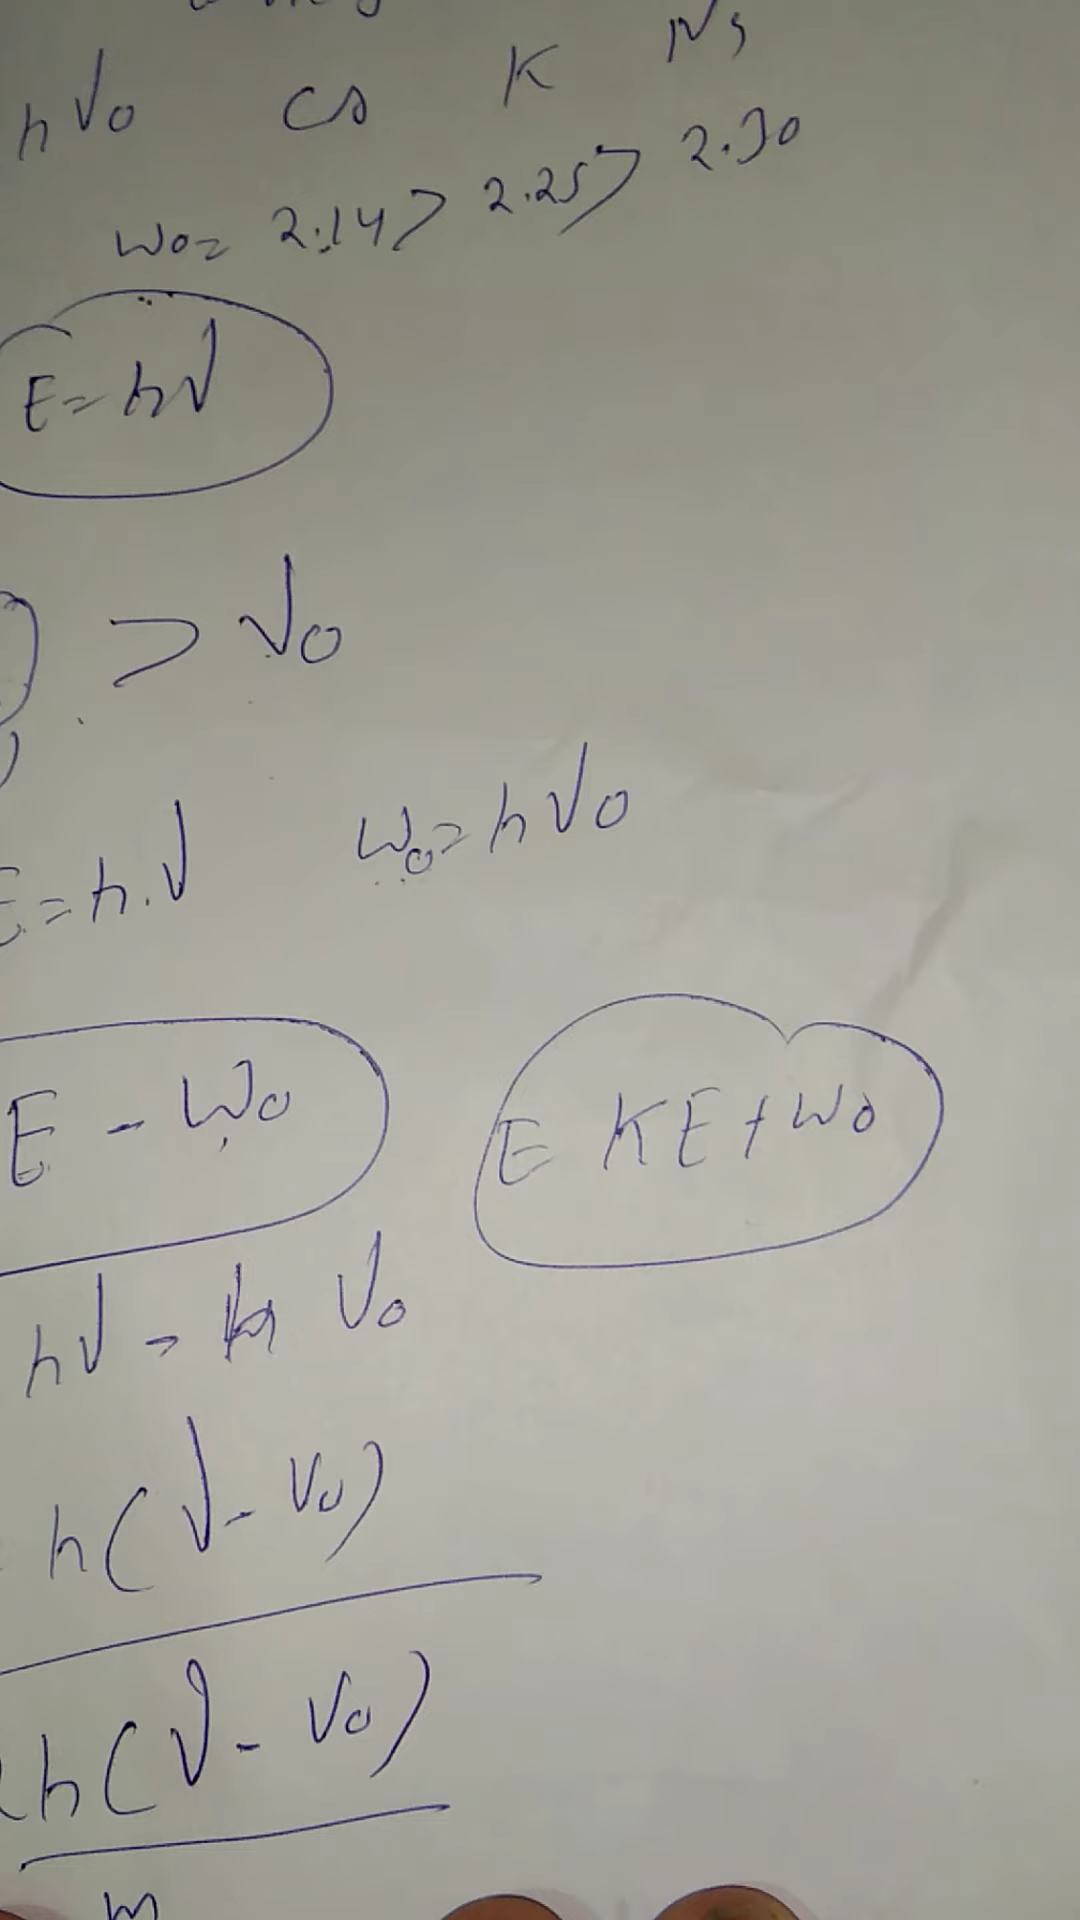 hν₀ Cs K Na
W₀ = 2.14 > 2.25 > 2.30
E = hν
) > ν₀
E = h.ν W₀ = hν₀
E - W₀ E KE + W₀
hν - h ν₀
h(ν - ν₀)
2h(ν - ν₀)
m